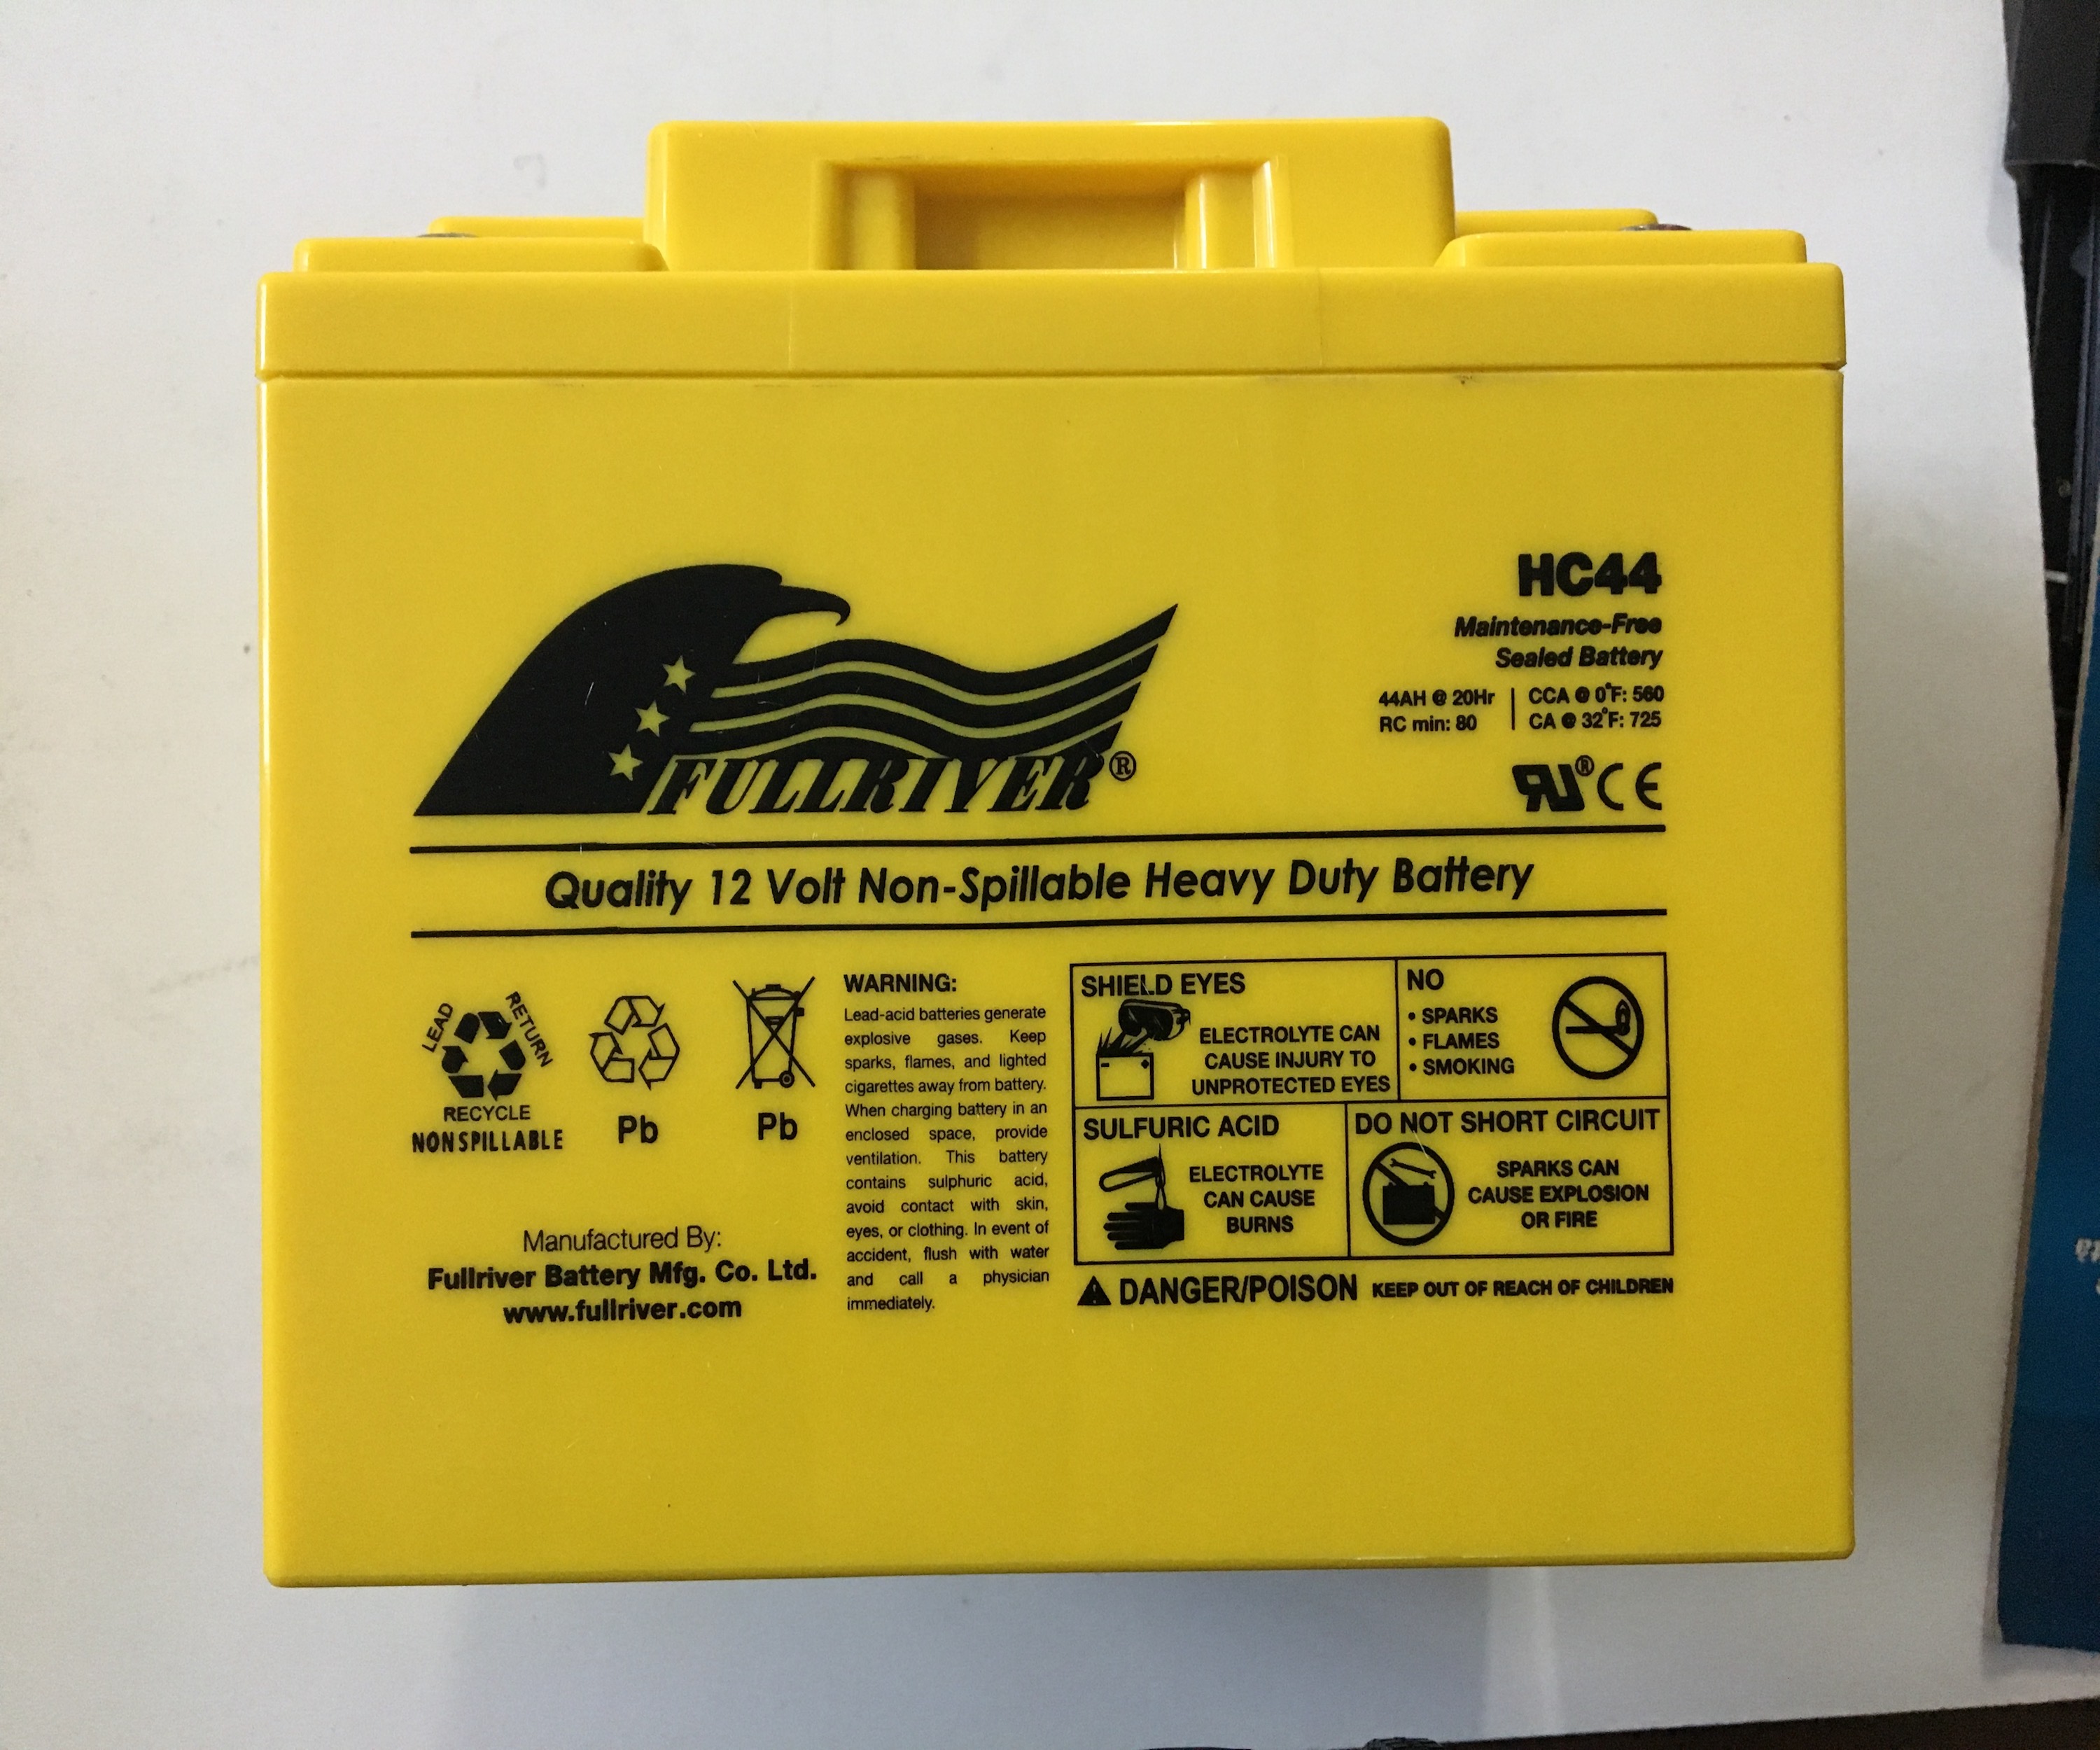 HC44
Maintenance-Free
Sealed Battery
44AH @ 20Hr | CCA @ 0°F: 560
RC min: 80 | CA @ 32°F: 725
FULLRIVER®
RU® CE
Quality 12 Volt Non-Spillable Heavy Duty Battery
LEAD
RETURN
RECYCLE
NONSPILLABLE
Pb
Pb
Manufactured By:
Fullriver Battery Mfg. Co. Ltd.
www.fullriver.com
WARNING:
Lead-acid batteries generate
explosive gases. Keep
sparks, flames, and lighted
cigarettes away from battery.
When charging battery in an
enclosed space, provide
ventilation. This battery
contains sulphuric acid,
avoid contact with skin,
eyes, or clothing. In event of
accident, flush with water
and call a physician
immediately.
SHIELD EYES
ELECTROLYTE CAN
CAUSE INJURY TO
UNPROTECTED EYES
NO
• SPARKS
• FLAMES
• SMOKING
SULFURIC ACID
ELECTROLYTE
CAN CAUSE
BURNS
DO NOT SHORT CIRCUIT
SPARKS CAN
CAUSE EXPLOSION
OR FIRE
DANGER/POISON KEEP OUT OF REACH OF CHILDREN